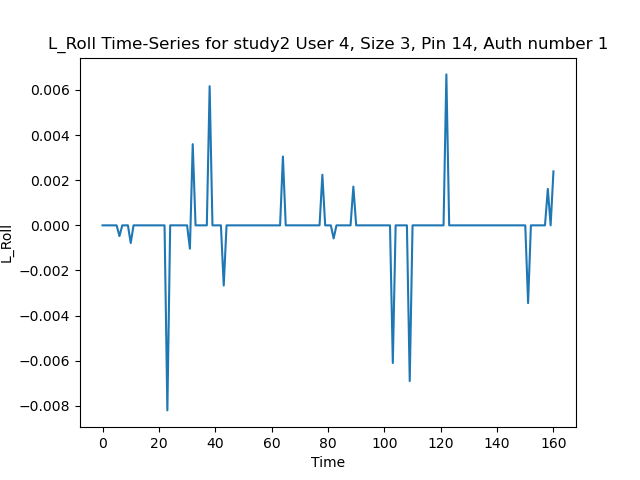 L_Roll Time-Series for study2 User 4, Size 3, Pin 14, Auth number 1
0.006
0.004
0.002
0.000
−0.002
−0.004
−0.006
−0.008
L_Roll
0 20 40 60 80 100 120 140 160
Time